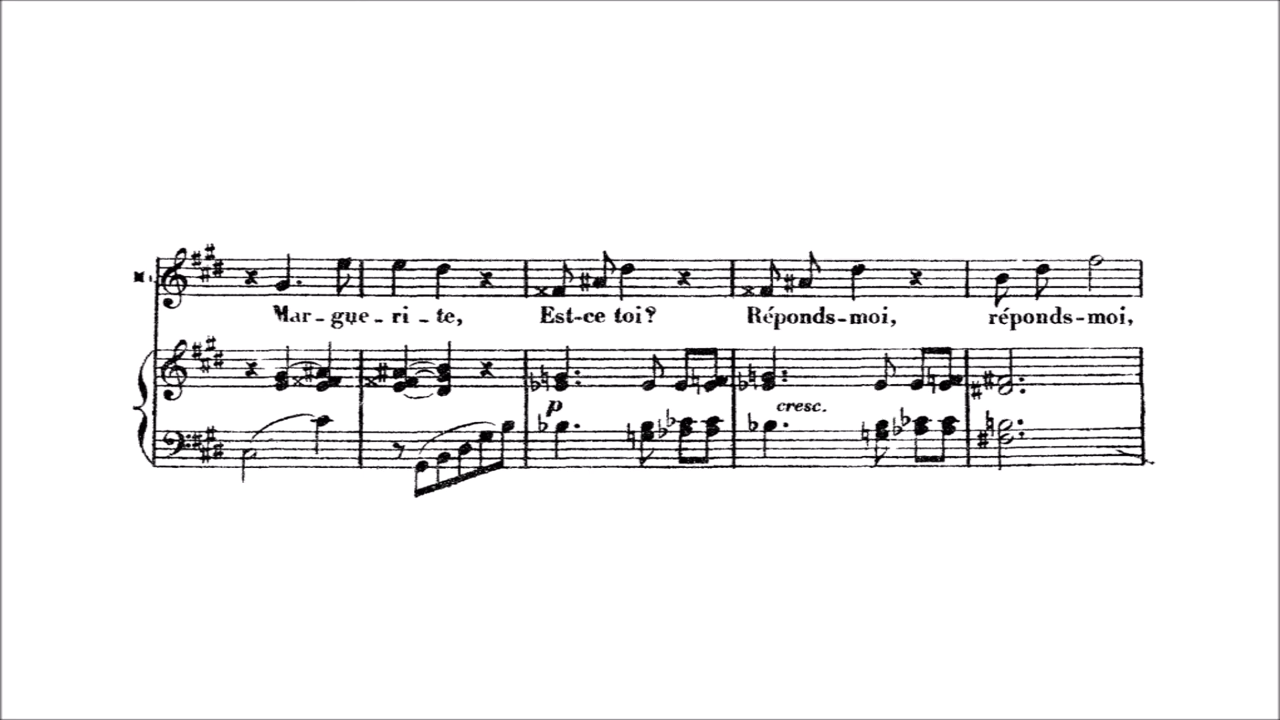 Mar-gue-ri-te, Est-ce toi? Réponds-moi, réponds-moi,
p cresc.